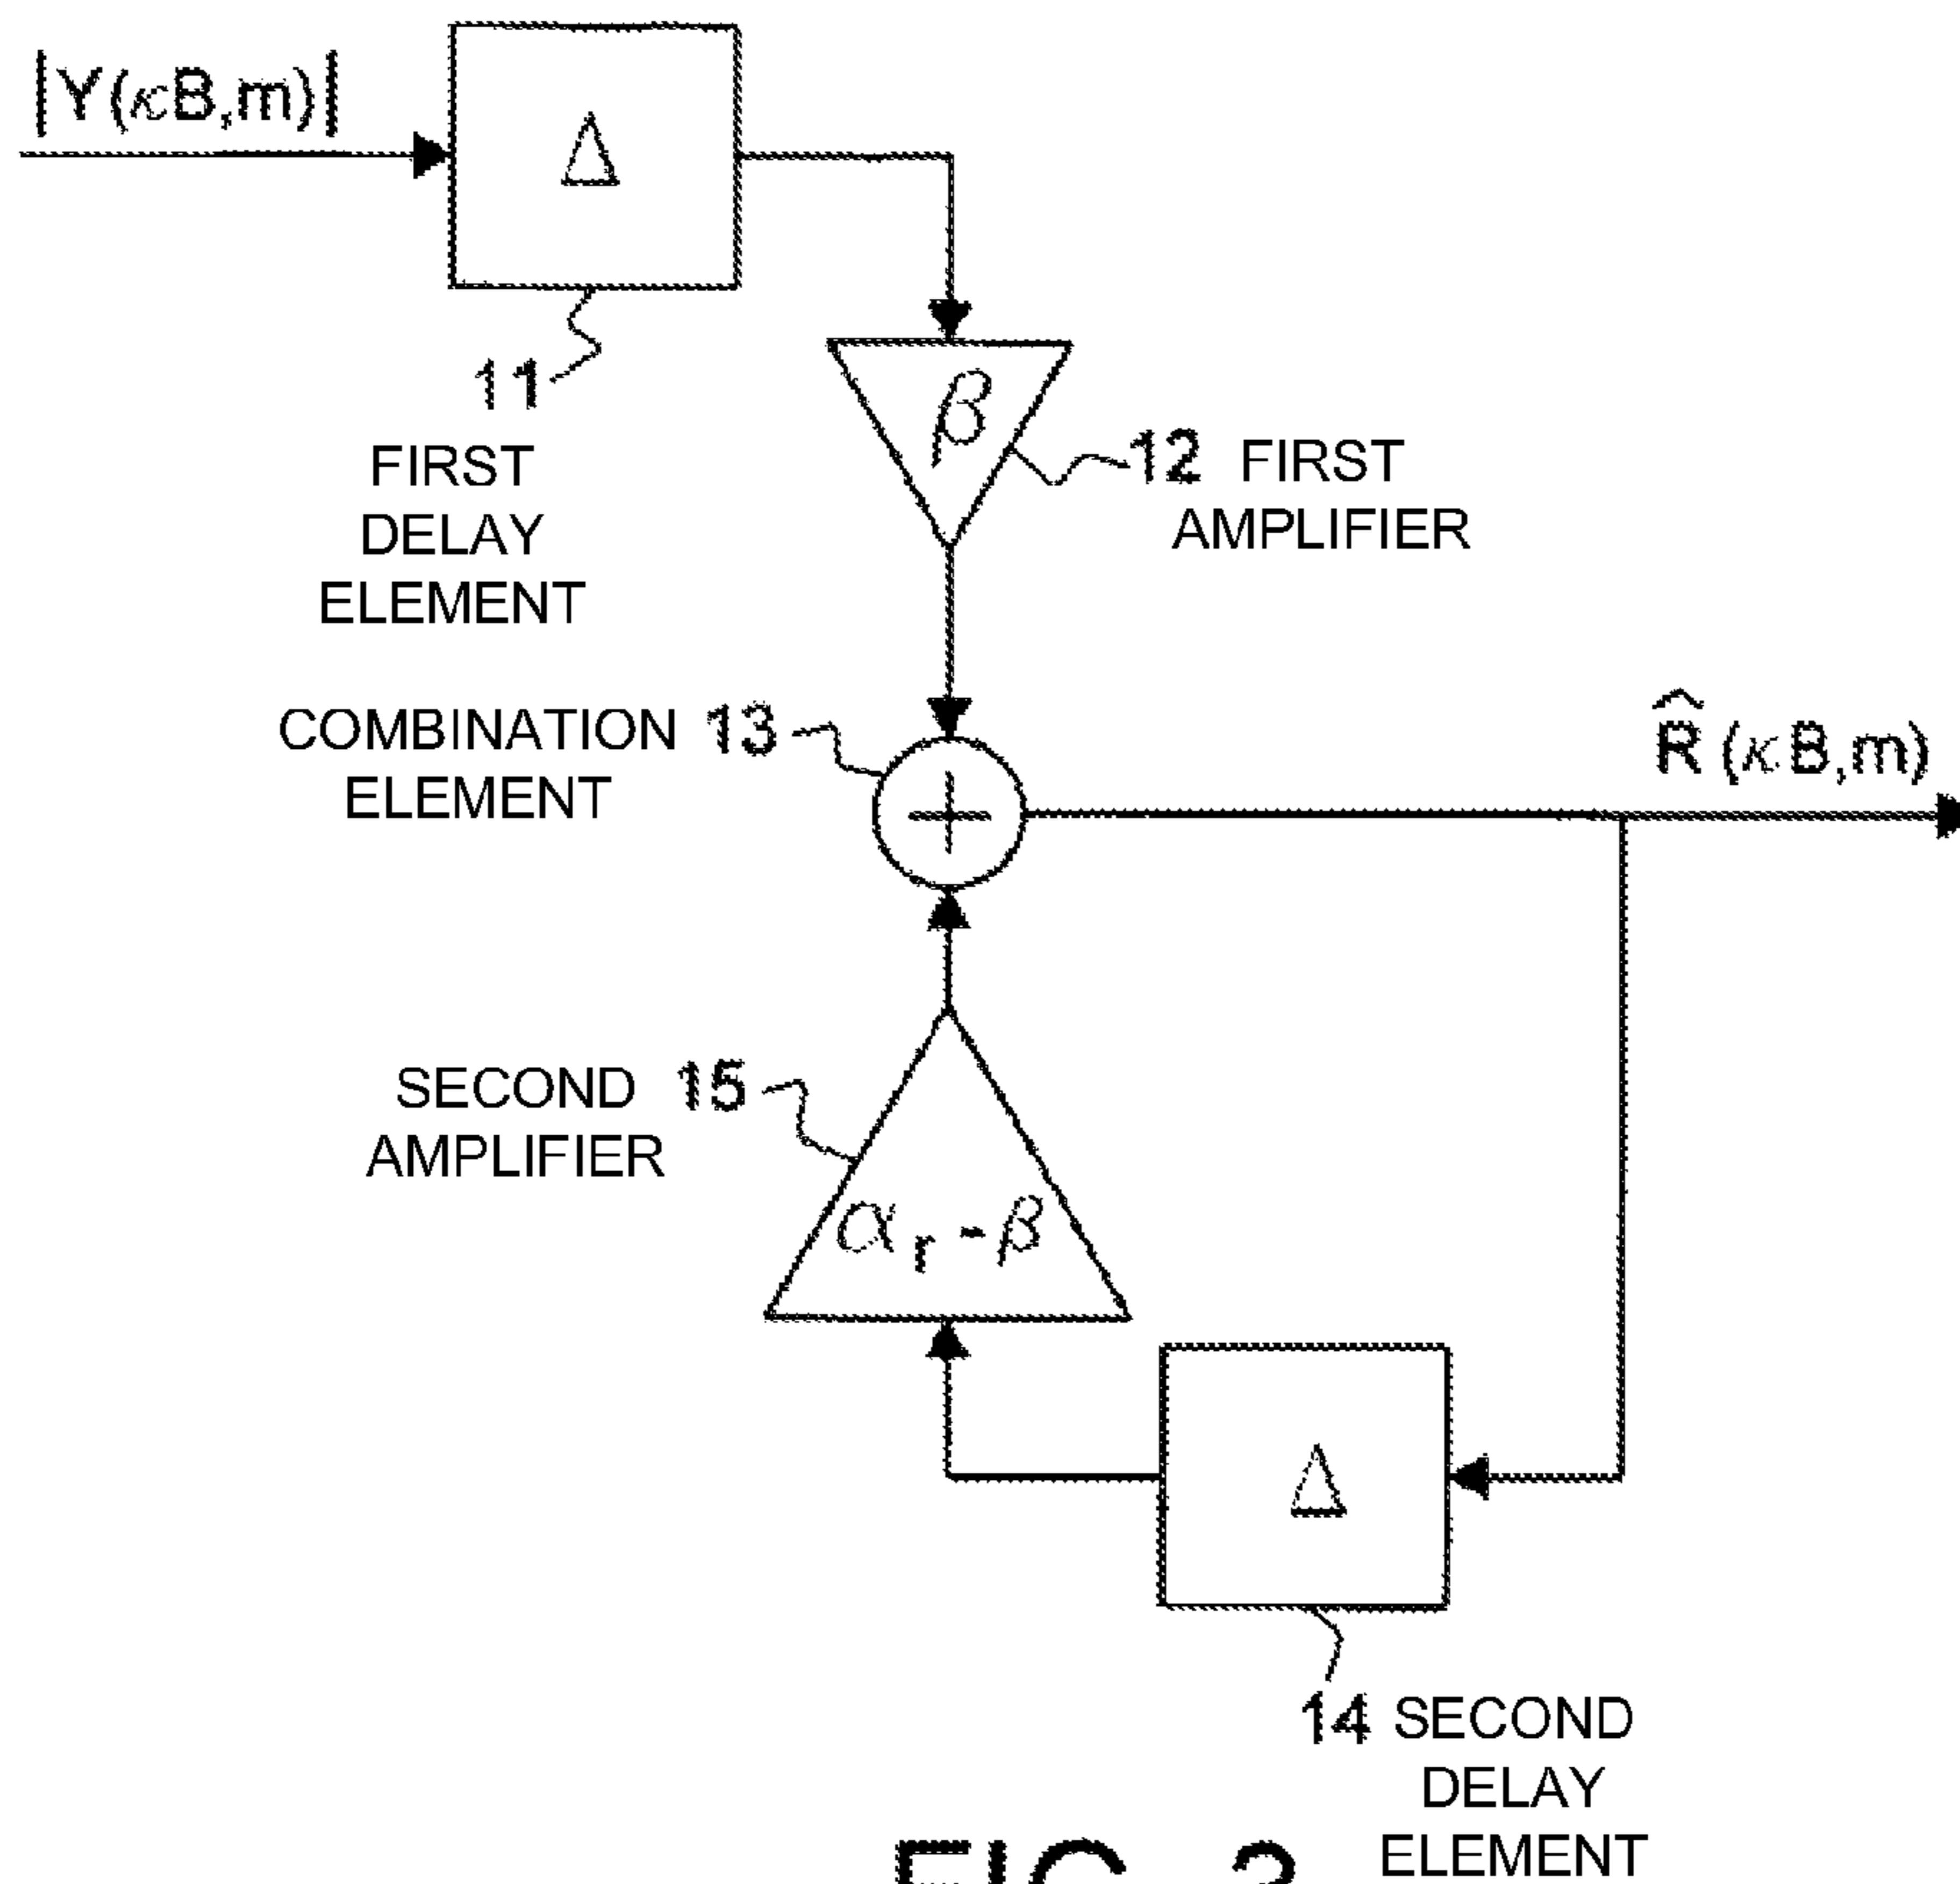 |Y(κB,m)|
Δ
11
FIRST
DELAY
ELEMENT
β
12 FIRST
AMPLIFIER
COMBINATION 13
ELEMENT
+
R̂(κB,m)
SECOND 15
AMPLIFIER
αr-β
Δ
14 SECOND
DELAY
ELEMENT